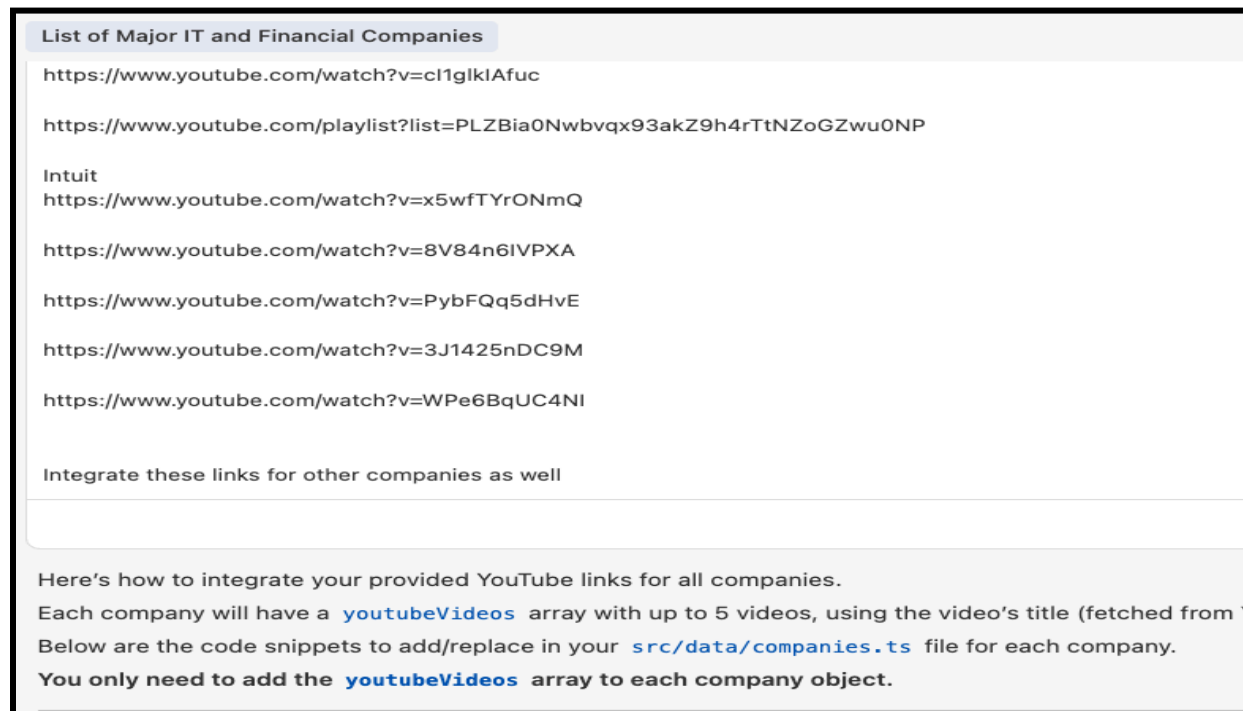 List of Major IT and Financial Companies
https://www.youtube.com/watch?v=cI1glkIAfuc
https://www.youtube.com/playlist?list=PLZBia0Nwbvqx93akZ9h4rTtNZoGZwu0NP
Intuit
https://www.youtube.com/watch?v=x5wfTYrONmQ
https://www.youtube.com/watch?v=8V84n6IVPXA
https://www.youtube.com/watch?v=PybFQq5dHvE
https://www.youtube.com/watch?v=3J1425nDC9M
https://www.youtube.com/watch?v=WPe6BqUC4NI
Integrate these links for other companies as well
Here’s how to integrate your provided YouTube links for all companies.
Each company will have a youtubeVideos array with up to 5 videos, using the video’s title (fetched from
Below are the code snippets to add/replace in your src/data/companies.ts file for each company.
You only need to add the youtubeVideos array to each company object.